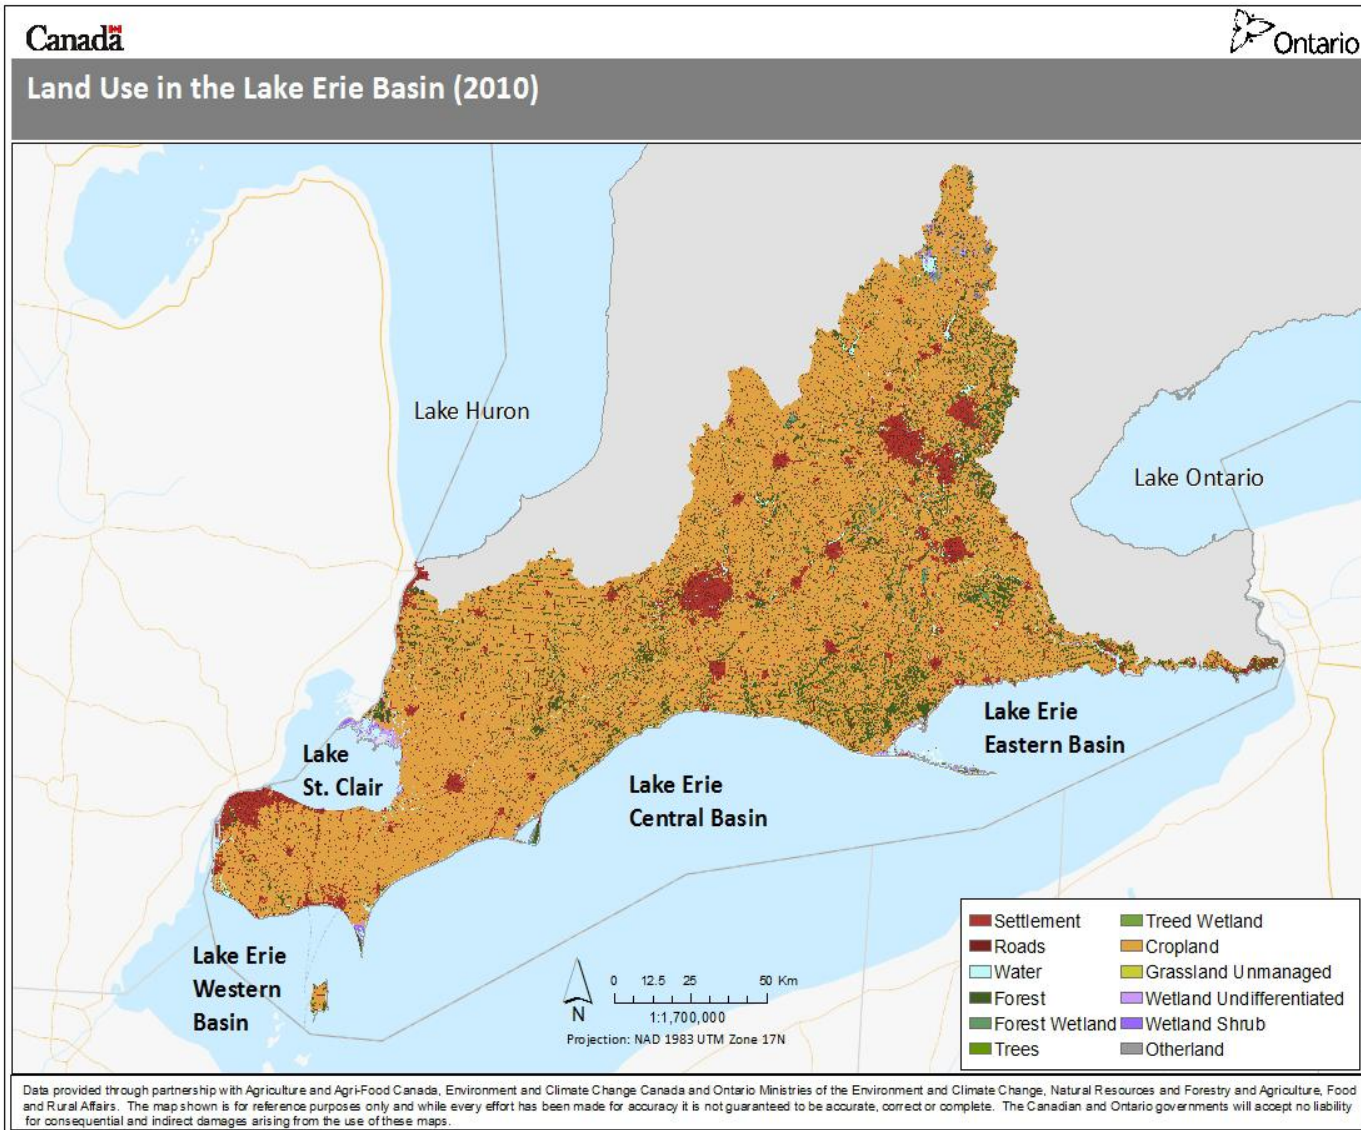 Canada
Ontario
Land Use in the Lake Erie Basin (2010)
Lake Huron
Lake Ontario
Lake
St. Clair
Lake Erie
Eastern Basin
Lake Erie
Central Basin
Lake Erie
Western
Basin
N
0 12.5 25 50 Km
1:1,700,000
Projection: NAD 1983 UTM Zone 17N
Settlement
Roads
Water
Forest
Forest Wetland
Trees
Treed Wetland
Cropland
Grassland Unmanaged
Wetland Undifferentiated
Wetland Shrub
Otherland
Data provided through partnership with Agriculture and Agri-Food Canada, Environment and Climate Change Canada and Ontario Ministries of the Environment and Climate Change, Natural Resources and Forestry and Agriculture, Food
and Rural Affairs. The map shown is for reference purposes only and while every effort has been made for accuracy it is not guaranteed to be accurate, correct or complete. The Canadian and Ontario governments will accept no liability
for consequential and indirect damages arising from the use of these maps.